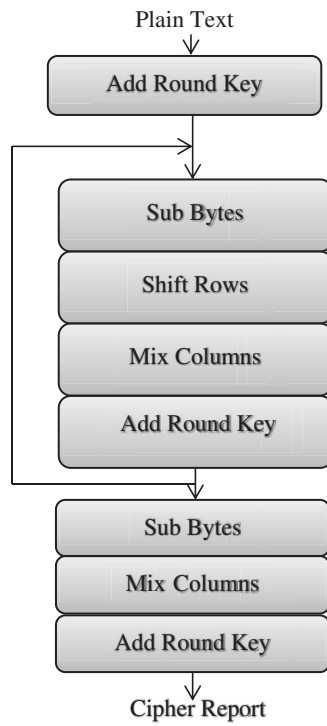 Plain Text
Add Round Key
Sub Bytes
Shift Rows
Mix Columns
Add Round Key
Sub Bytes
Mix Columns
Add Round Key
Cipher Report